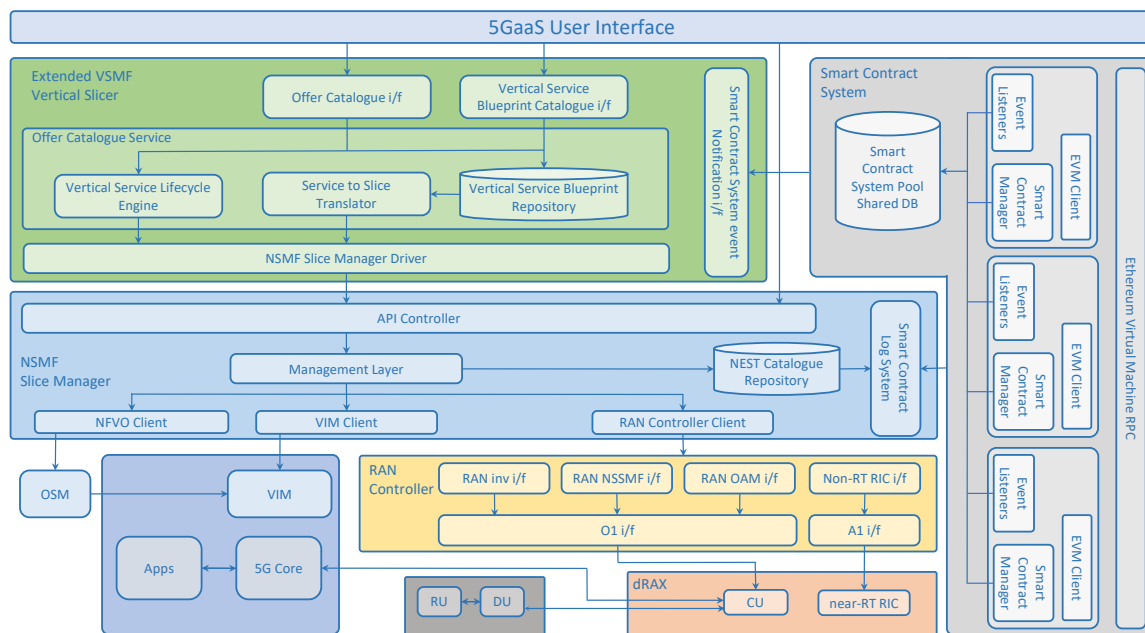 5GaaS User Interface
Extended VSMF
Vertical Slicer
Offer Catalogue i/f
Vertical Service
Blueprint Catalogue i/f
Smart Contract System event
Notification i/f
Offer Catalogue Service
Vertical Service Lifecycle
Engine
Service to Slice
Translator
Vertical Service Blueprint
Repository
NSMF Slice Manager Driver
Smart Contract
System
Smart
Contract
System Pool
Shared DB
Event
Listeners
Smart
Contract
Manager
EVM Client
Event
Listeners
Smart
Contract
Manager
EVM Client
Event
Listeners
Smart
Contract
Manager
EVM Client
Ethereum Virtual Machine RPC
API Controller
NSMF
Slice Manager
Management Layer
NEST Catalogue
Repository
Smart Contract
Log System
NFVO Client
VIM Client
RAN Controller Client
OSM
VIM
Apps
5G Core
RAN
Controller
RAN inv i/f
RAN NSSMF i/f
RAN OAM i/f
Non-RT RIC i/f
O1 i/f
A1 i/f
RU
DU
dRAX
CU
near-RT RIC